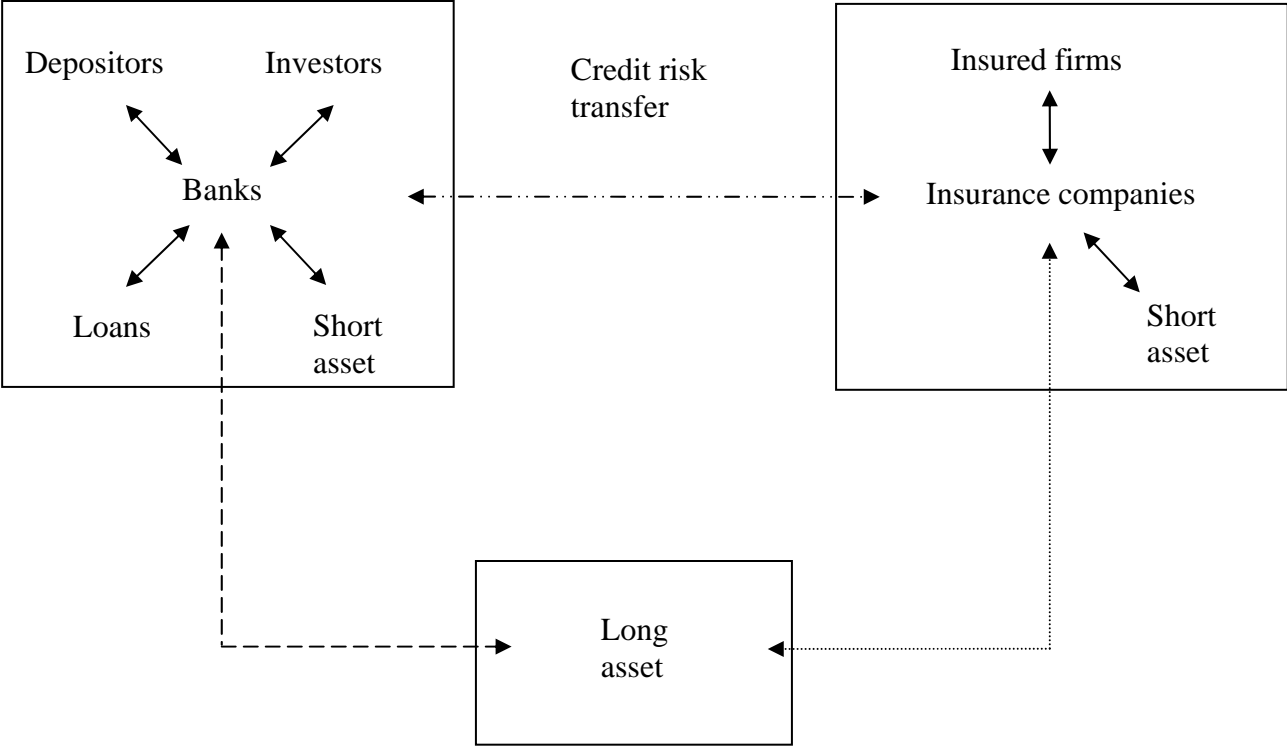 Depositors
Investors
Banks
Loans
Short
asset
Credit risk
transfer
Insured firms
Insurance companies
Short
asset
Long
asset